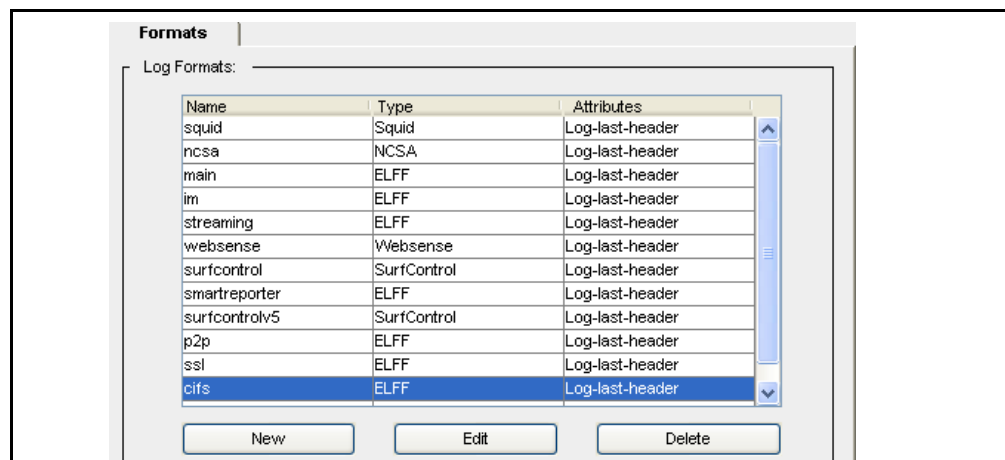 Formats
Log Formats:
Name Type Attributes
squid Squid Log-last-header
ncsa NCSA Log-last-header
main ELFF Log-last-header
im ELFF Log-last-header
streaming ELFF Log-last-header
websense Websense Log-last-header
surfcontrol SurfControl Log-last-header
smartreporter ELFF Log-last-header
surfcontrolv5 SurfControl Log-last-header
p2p ELFF Log-last-header
ssl ELFF Log-last-header
cifs ELFF Log-last-header
New Edit Delete